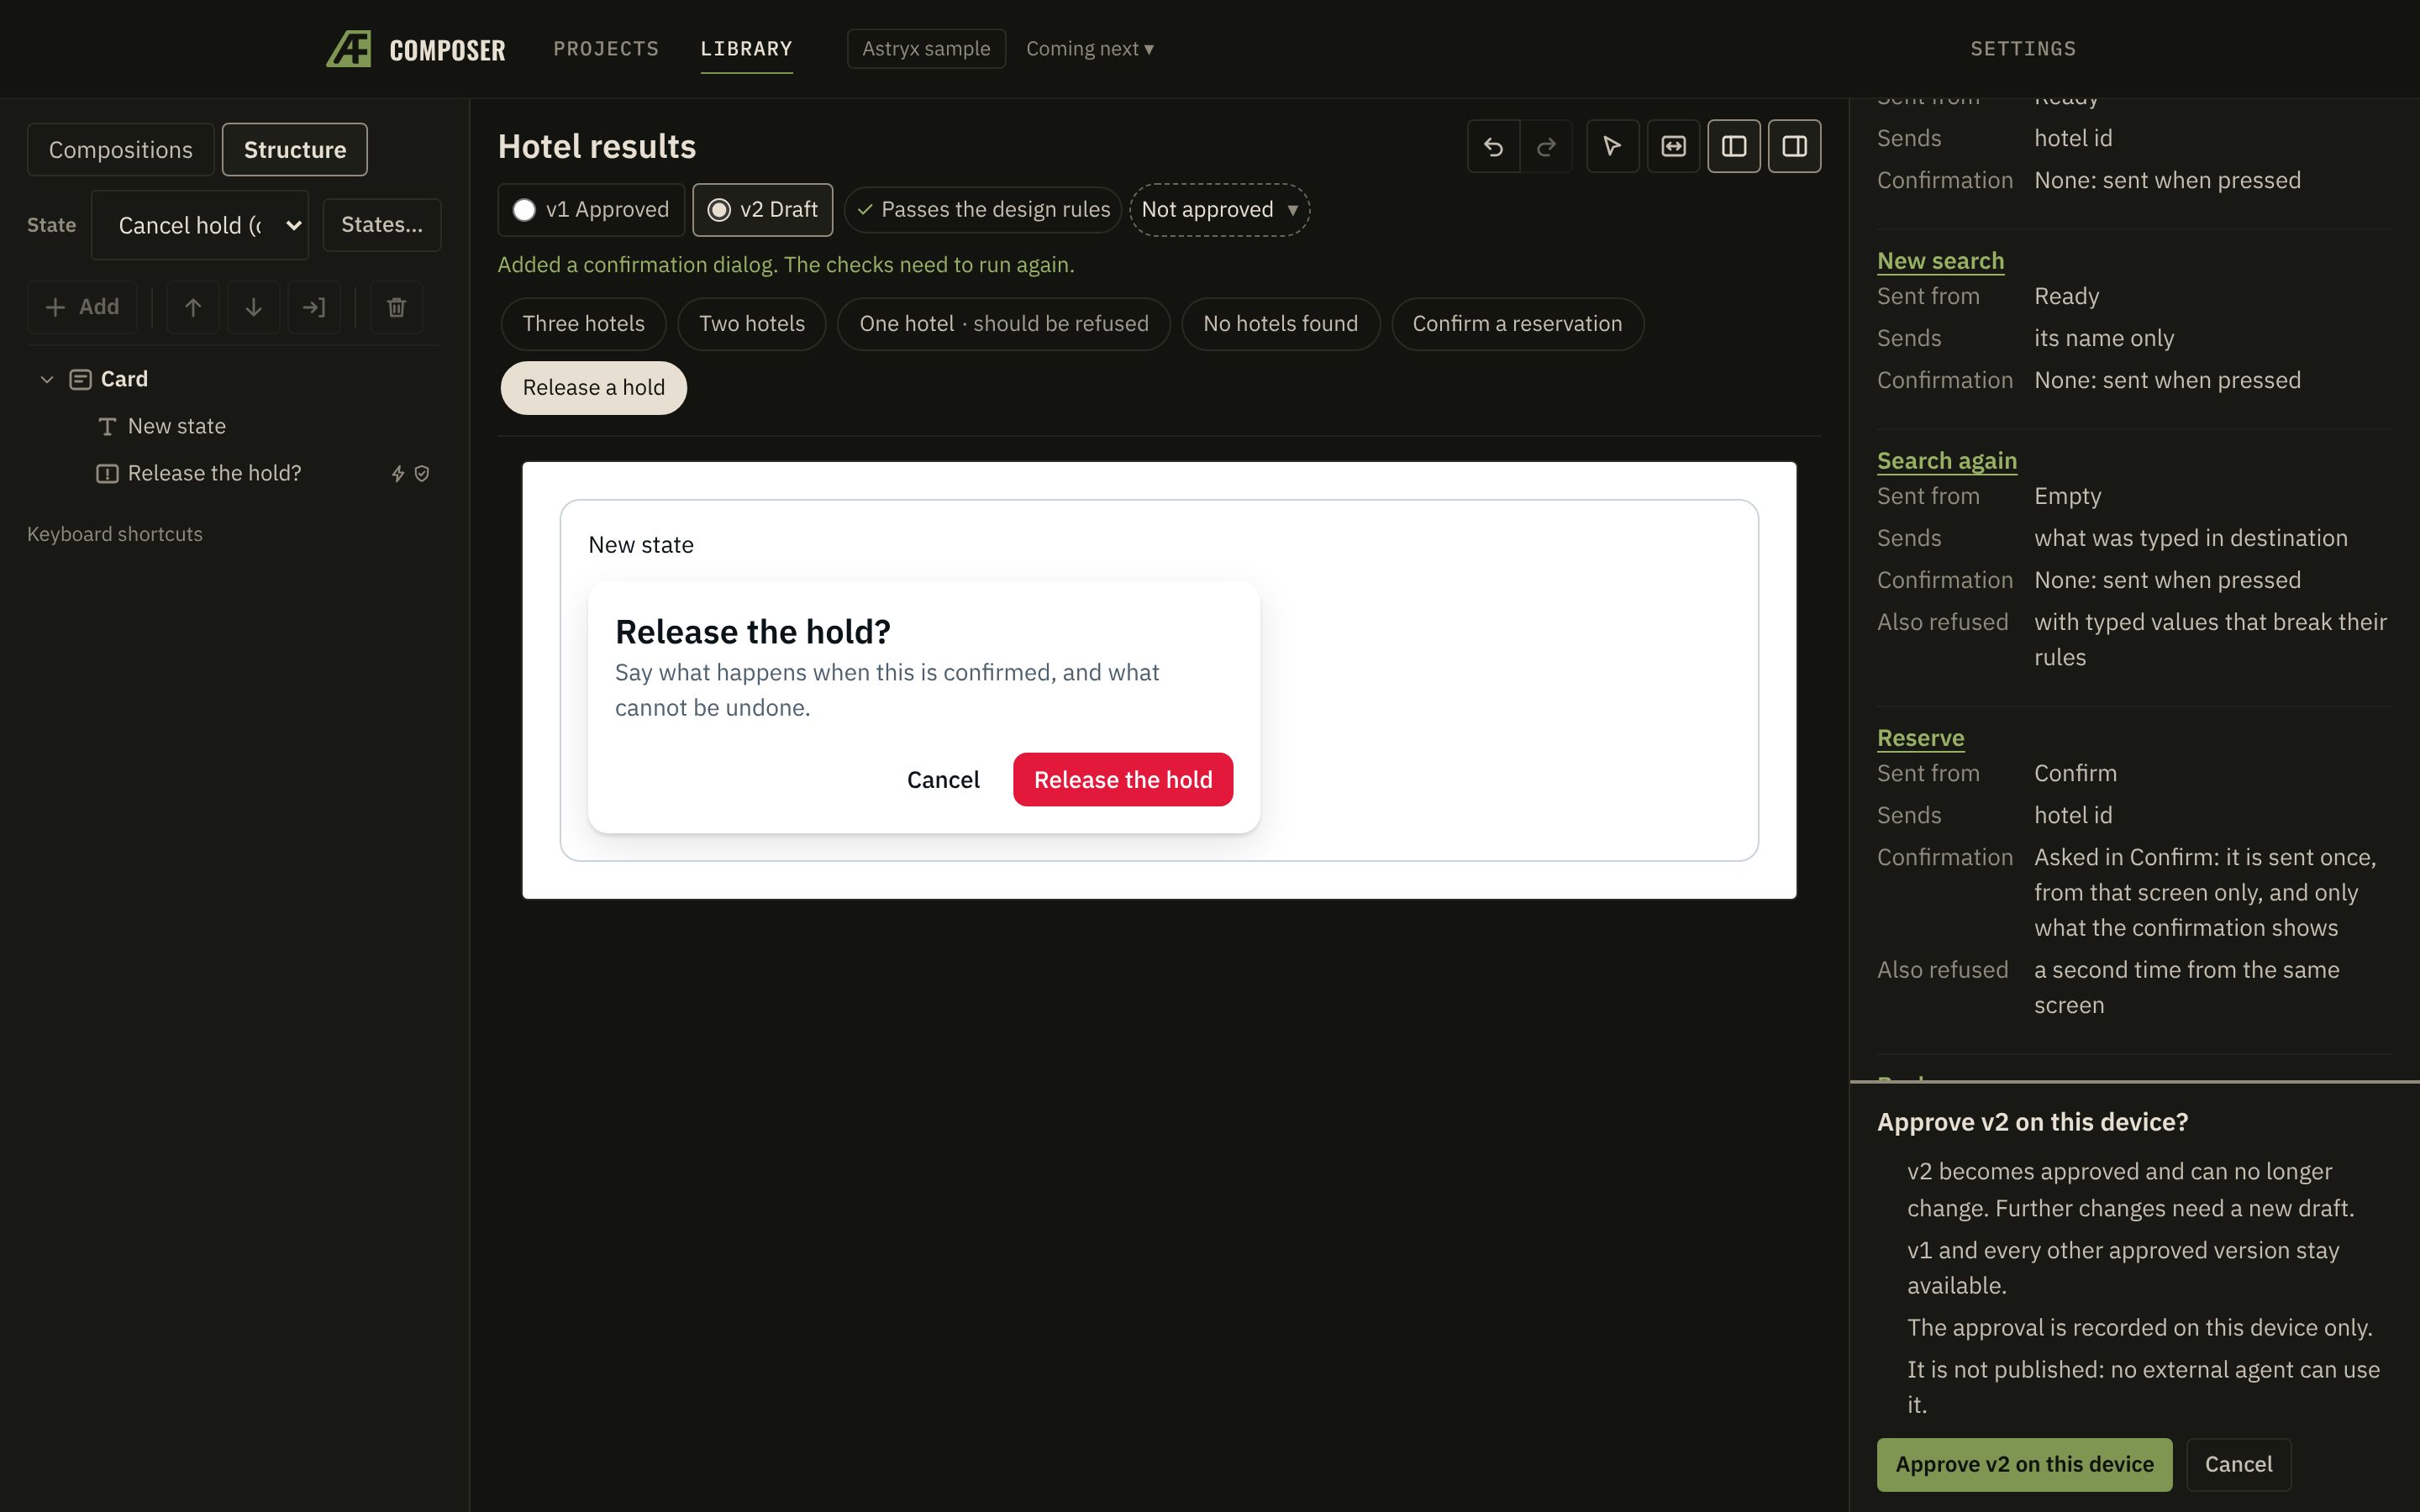 COMPOSER
PROJECTS
LIBRARY
Astryx sample
Coming next ▾
SETTINGS
Compositions
Structure
State
Cancel hold (
States...
Add
Card
New state
Release the hold?
Keyboard shortcuts
Hotel results
v1 Approved
v2 Draft
Passes the design rules
Not approved ▾
Added a confirmation dialog. The checks need to run again.
Three hotels
Two hotels
One hotel · should be refused
No hotels found
Confirm a reservation
Release a hold
New state
Release the hold?
Say what happens when this is confirmed, and what
cannot be undone.
Cancel
Release the hold
Sent from Ready
Sends hotel id
Confirmation None: sent when pressed
New search
Sent from Ready
Sends its name only
Confirmation None: sent when pressed
Search again
Sent from Empty
Sends what was typed in destination
Confirmation None: sent when pressed
Also refused with typed values that break their
rules
Reserve
Sent from Confirm
Sends hotel id
Confirmation Asked in Confirm: it is sent once,
from that screen only, and only
what the confirmation shows
Also refused a second time from the same
screen
Approve v2 on this device?
v2 becomes approved and can no longer
change. Further changes need a new draft.
v1 and every other approved version stay
available.
The approval is recorded on this device only.
It is not published: no external agent can use
it.
Approve v2 on this device
Cancel